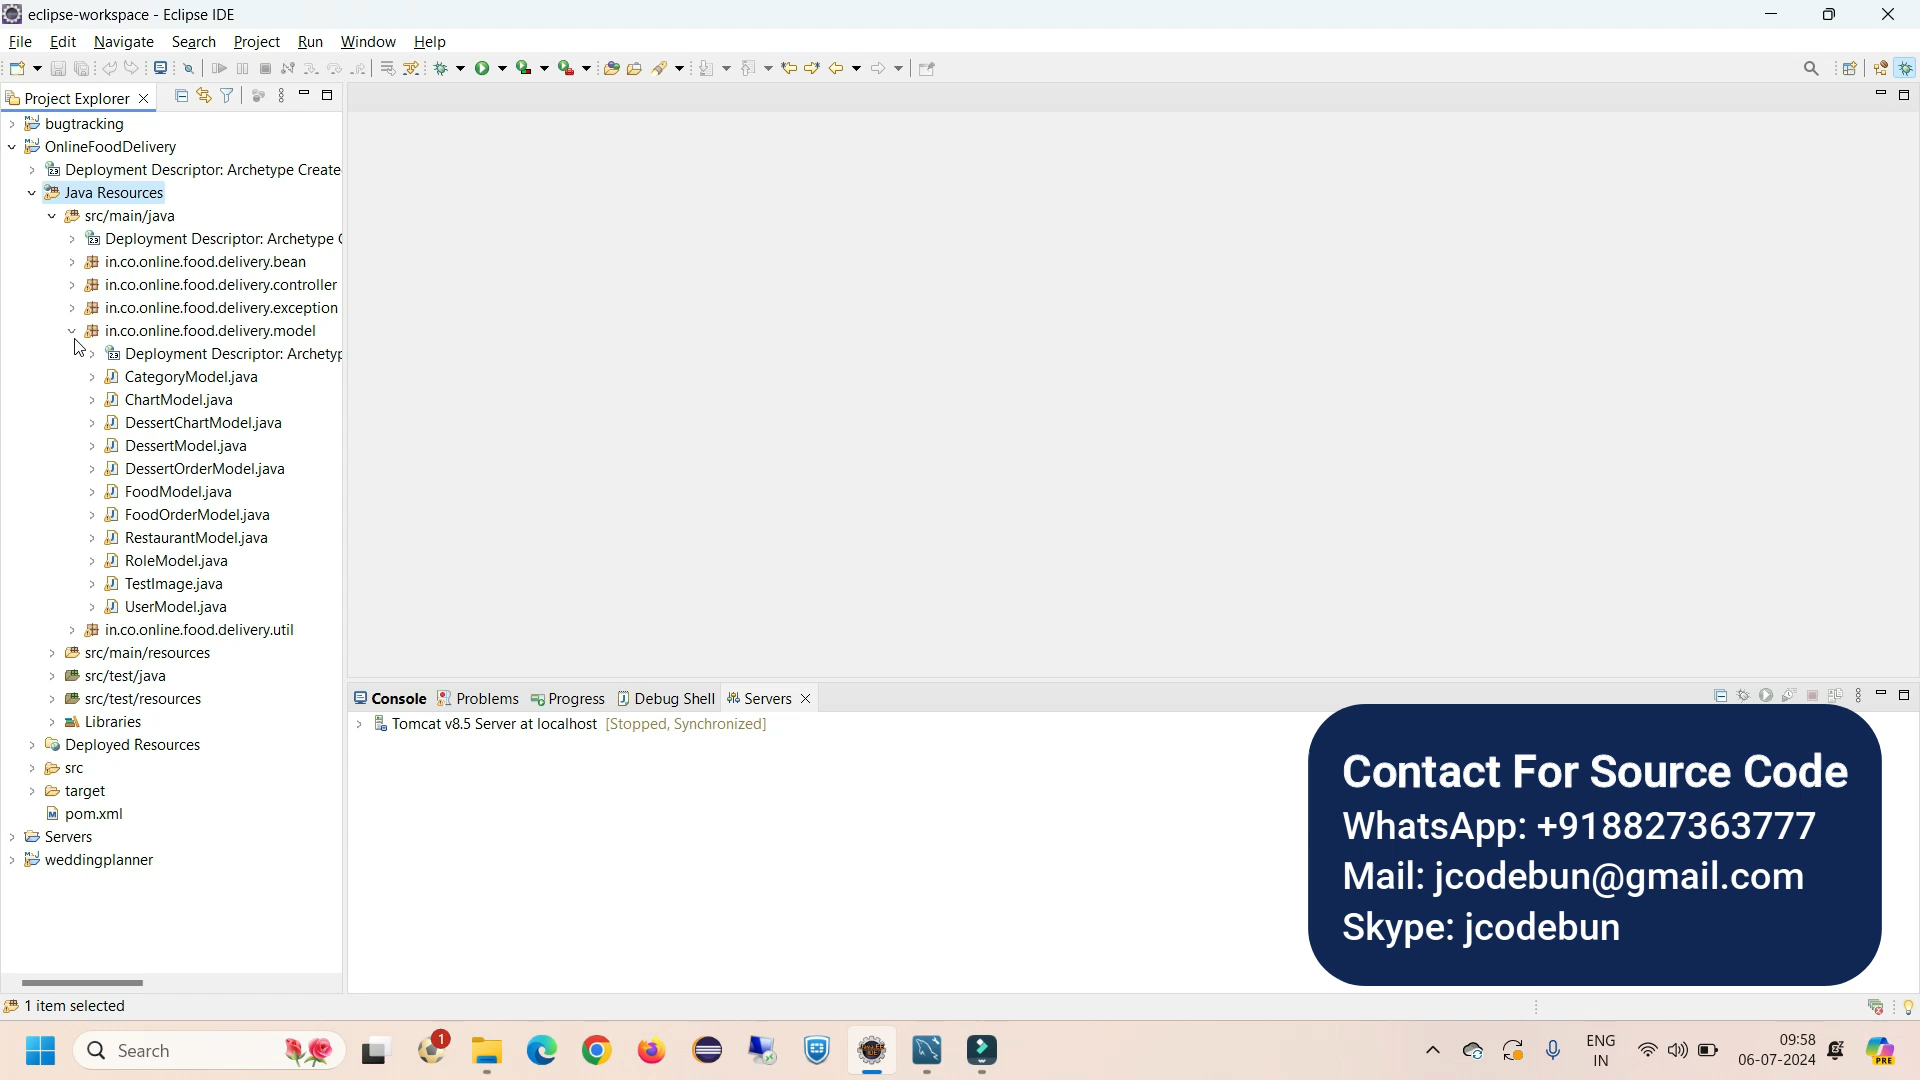 eclipse-workspace - Eclipse IDE
File Edit Navigate Search Project Run Window Help
Project Explorer
bugtracking
OnlineFoodDelivery
Deployment Descriptor: Archetype Create
Java Resources
src/main/java
Deployment Descriptor: Archetype
in.co.online.food.delivery.bean
in.co.online.food.delivery.controller
in.co.online.food.delivery.exception
in.co.online.food.delivery.model
Deployment Descriptor: Archetyp
CategoryModel.java
ChartModel.java
DessertChartModel.java
DessertModel.java
DessertOrderModel.java
FoodModel.java
FoodOrderModel.java
RestaurantModel.java
RoleModel.java
TestImage.java
UserModel.java
in.co.online.food.delivery.util
src/main/resources
src/test/java
src/test/resources
Libraries
Deployed Resources
src
target
pom.xml
Servers
weddingplanner
Console Problems Progress Debug Shell Servers
Tomcat v8.5 Server at localhost [Stopped, Synchronized]
Contact For Source Code
WhatsApp: +918827363777
Mail: jcodebun@gmail.com
Skype: jcodebun
1 item selected
Search
1
ENG
IN
09:58
06-07-2024
PRE